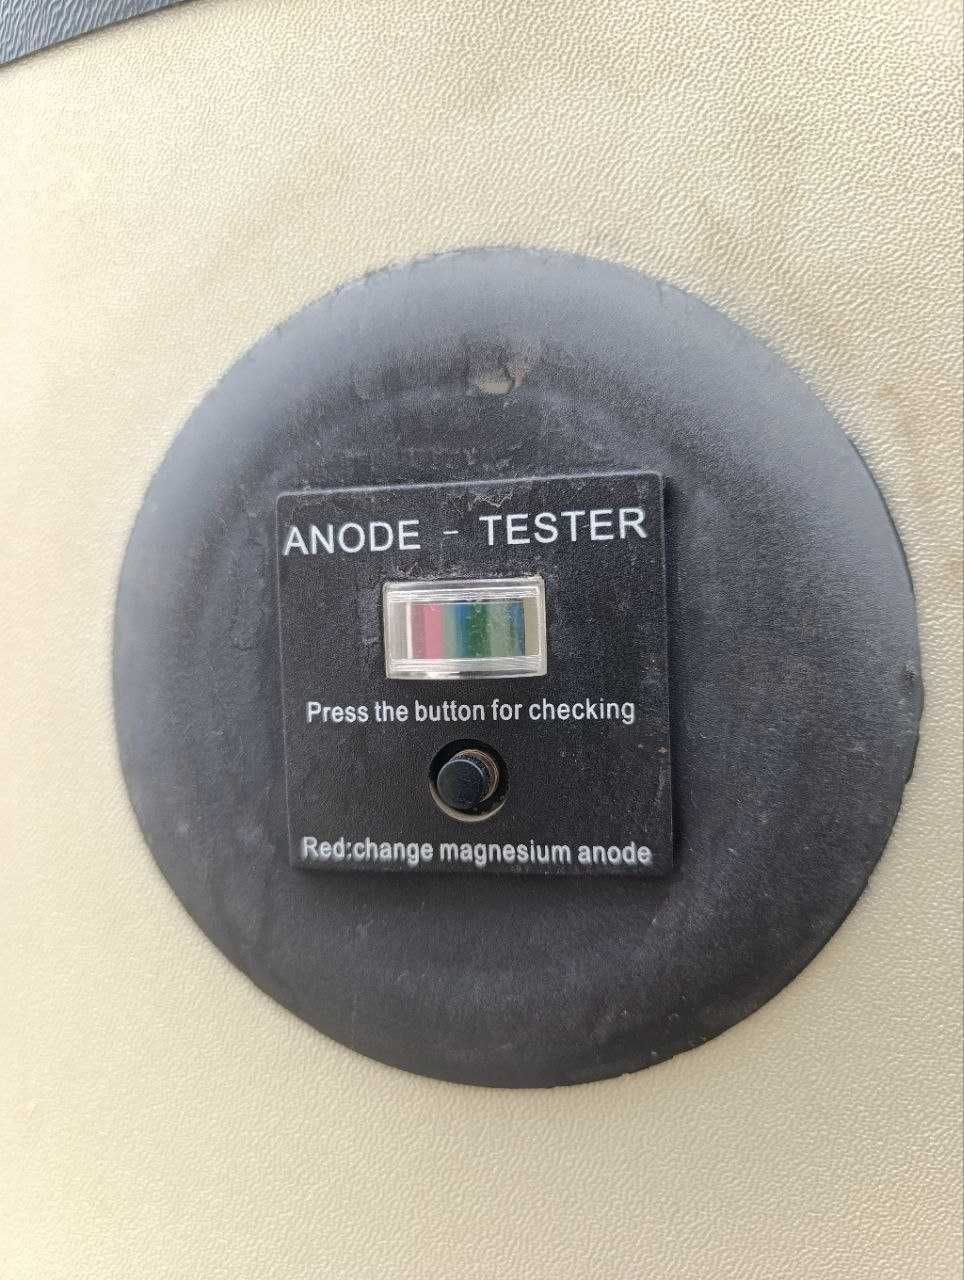 ANODE - TESTER
Press the button for checking
Red:change magnesium anode